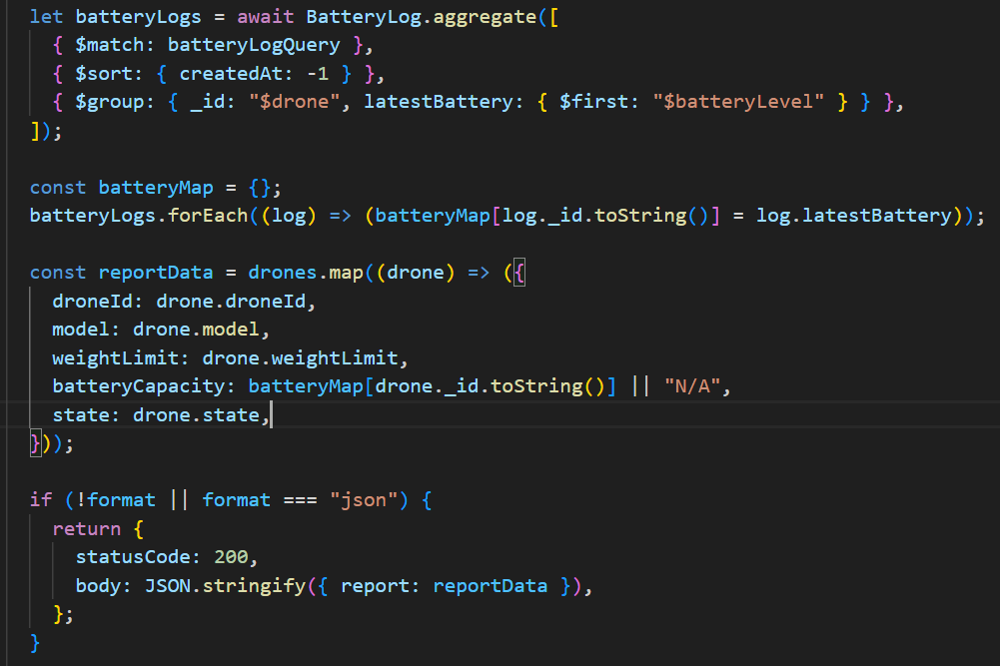 let batteryLogs = await BatteryLog.aggregate([
  { $match: batteryLogQuery },
  { $sort: { createdAt: -1 } },
  { $group: { _id: "$drone", latestBattery: { $first: "$batteryLevel" } } },
]);

const batteryMap = {};
batteryLogs.forEach((log) => (batteryMap[log._id.toString()] = log.latestBattery));

const reportData = drones.map((drone) => ({
  droneId: drone.droneId,
  model: drone.model,
  weightLimit: drone.weightLimit,
  batteryCapacity: batteryMap[drone._id.toString()] || "N/A",
  state: drone.state,
}));

if (!format || format === "json") {
  return {
    statusCode: 200,
    body: JSON.stringify({ report: reportData }),
  };
}